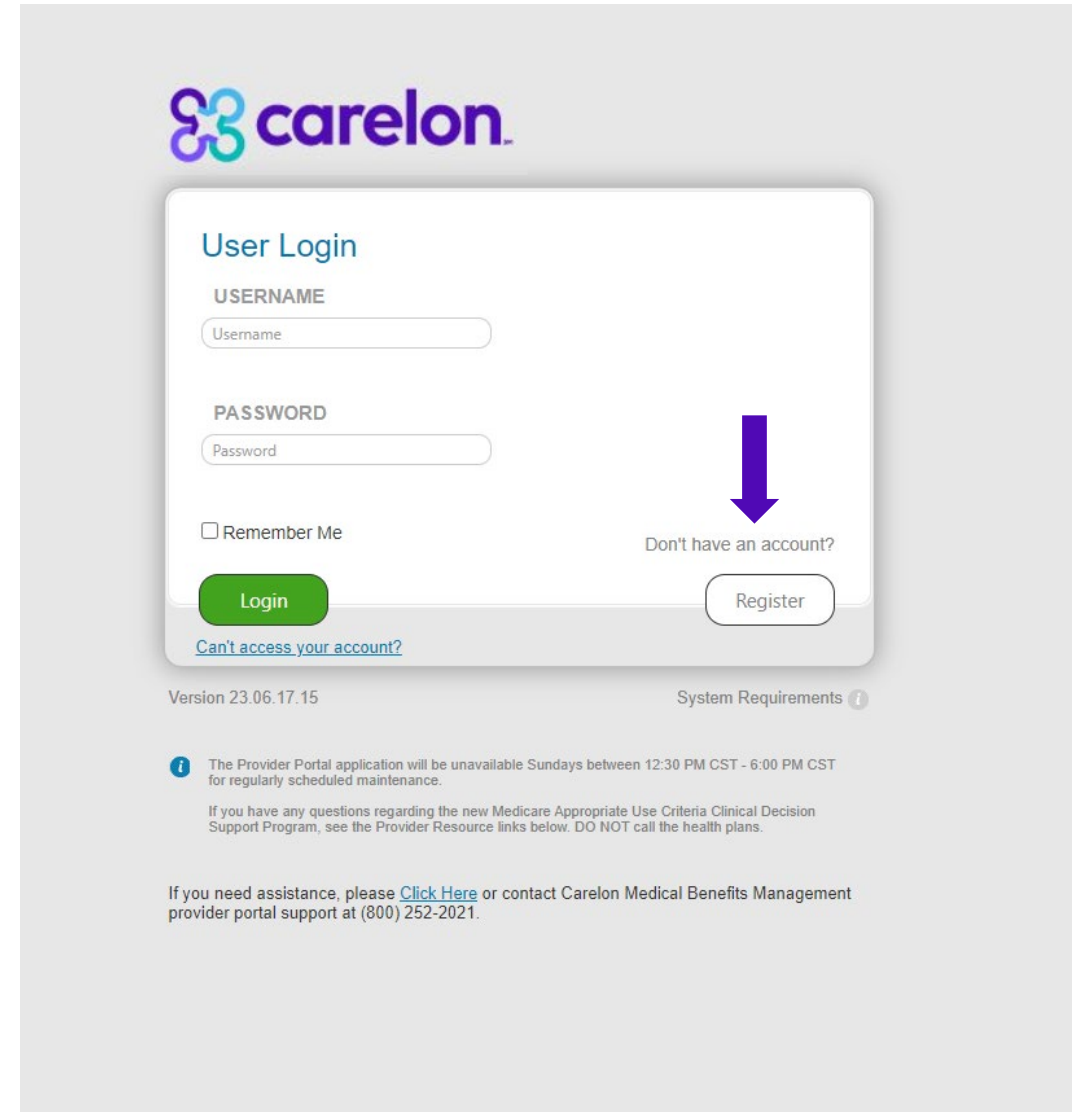 carelon
User Login
USERNAME
Username
PASSWORD
Password
Remember Me
Don't have an account?
Login
Register
Can't access your account?
Version 23.06.17.15
System Requirements i
i The Provider Portal application will be unavailable Sundays between 12:30 PM CST - 6:00 PM CST
for regularly scheduled maintenance.
If you have any questions regarding the new Medicare Appropriate Use Criteria Clinical Decision
Support Program, see the Provider Resource links below. DO NOT call the health plans.
If you need assistance, please Click Here or contact Carelon Medical Benefits Management
provider portal support at (800) 252-2021.